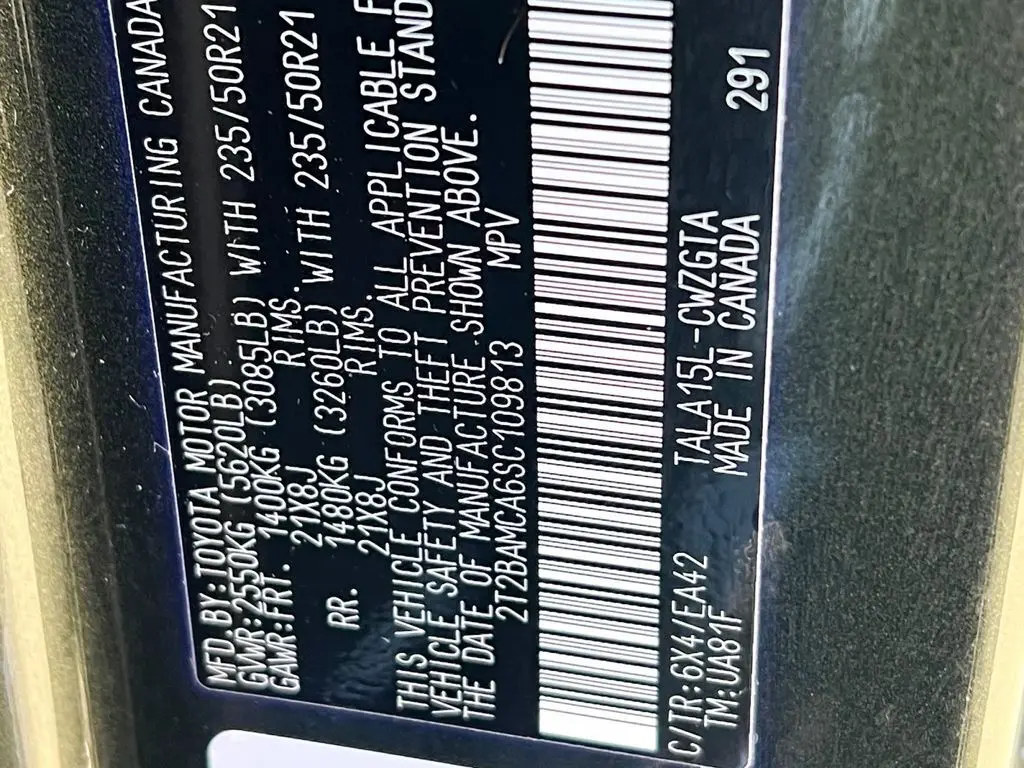 MFD.BY:TOYOTA MOTOR MANUFACTURING CANADA
GVWR:2550KG (5620LB)
GAWR:FRT. 1400KG (3085LB) WITH 235/50R21
21X8J RIMS.
RR. 1480KG (3260LB) WITH 235/50R21
21X8J RIMS.
THIS VEHICLE CONFORMS TO ALL APPLICABLE F
VEHICLE SAFETY AND THEFT PREVENTION STAND
THE DATE OF MANUFACTURE SHOWN ABOVE.
2T2BAMCA6SC109813 MPV
C/TR:6X4/EA42 TALA15L-CWZGTA
TM:UA81F MADE IN CANADA 291